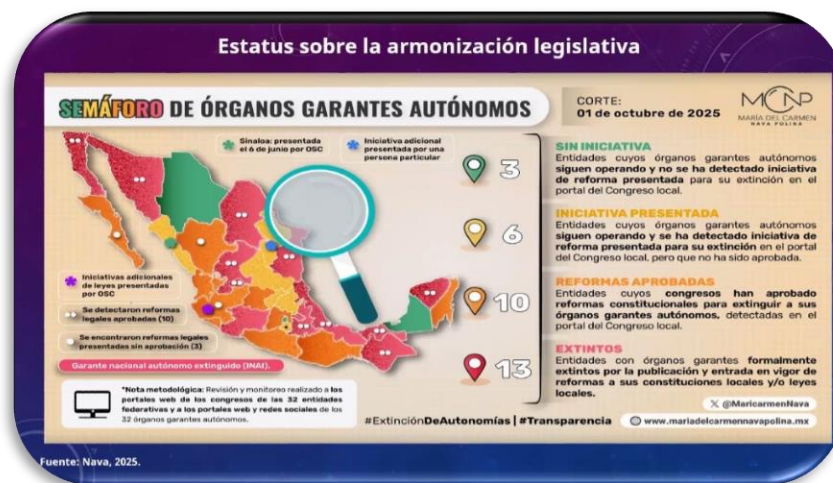 Estatus sobre la armonización legislativa
SEMÁFORO DE ÓRGANOS GARANTES AUTÓNOMOS
CORTE:
01 de octubre de 2025
MCNP
MARÍA DEL CARMEN
NAVA POLINA
Sinaloa: presentada
el 6 de junio por OSC
Iniciativa adicional
presentada por una
persona particular
Iniciativas adicionales
de leyes presentadas
por OSC
Se detectaron reformas
legales aprobadas (10)
Se encontraron reformas legales
presentadas sin aprobación (3)
Garante nacional autónomo extinguido (INAI).
*Nota metodológica: Revisión y monitoreo realizado a los
portales web de los congresos de las 32 entidades
federativas y a los portales web y redes sociales de los
32 órganos garantes autónomos.
3
SIN INICIATIVA
Entidades cuyos órganos garantes autónomos
siguen operando y no se ha detectado iniciativa
de reforma presentada para su extinción en el
portal del Congreso local.
6
INICIATIVA PRESENTADA
Entidades cuyos órganos garantes autónomos
siguen operando y se ha detectado iniciativa de
reforma presentada para su extinción en el portal
del Congreso local, pero que no ha sido aprobada.
10
REFORMAS APROBADAS
Entidades cuyos congresos han aprobado
reformas constitucionales para extinguir a sus
órganos garantes autónomos, detectadas en el
portal del Congreso local.
13
EXTINTOS
Entidades con órganos garantes formalmente
extintos por la publicación y entrada en vigor de
reformas a sus constituciones locales y/o leyes
locales.
X @MaricarmenNava
#ExtinciónDeAutonomías | #Transparencia
www.mariadelcarmennavapolina.mx
Fuente: Nava, 2025.